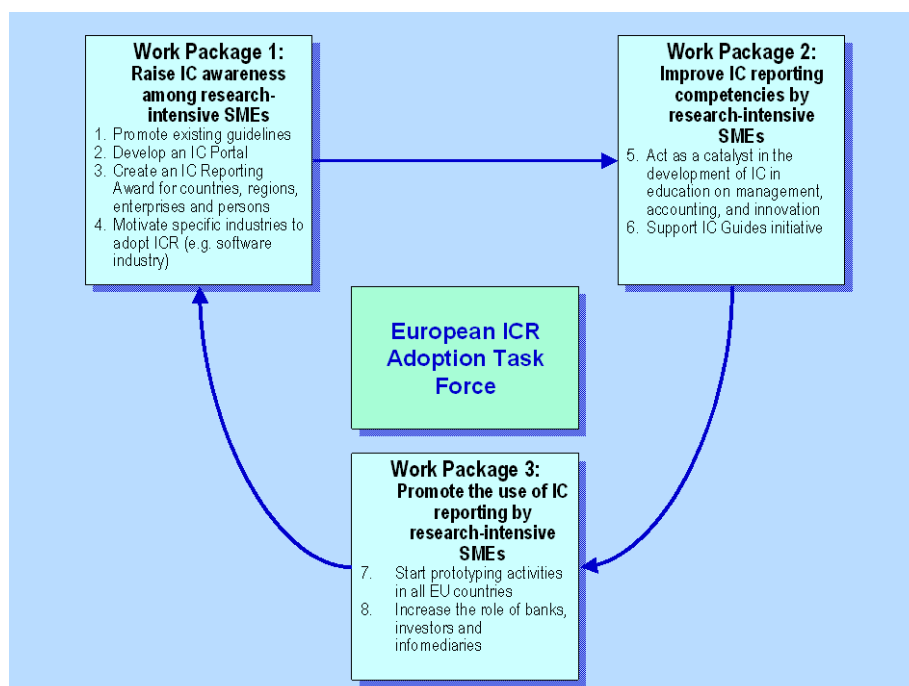 Work Package 1:
Raise IC awareness
among research-
intensive SMEs
1. Promote existing guidelines
2. Develop an IC Portal
3. Create an IC Reporting
Award for countries, regions,
enterprises and persons
4. Motivate specific industries to
adopt ICR (e.g. software
industry)
Work Package 2:
Improve IC reporting
competencies by
research-intensive
SMEs
5. Act as a catalyst in the
development of IC in
education on management,
accounting, and innovation
6. Support IC Guides initiative
European ICR
Adoption Task
Force
Work Package 3:
Promote the use of IC
reporting by
research-intensive
SMEs
7. Start prototyping activities
in all EU countries
8. Increase the role of banks,
investors and
infomediaries